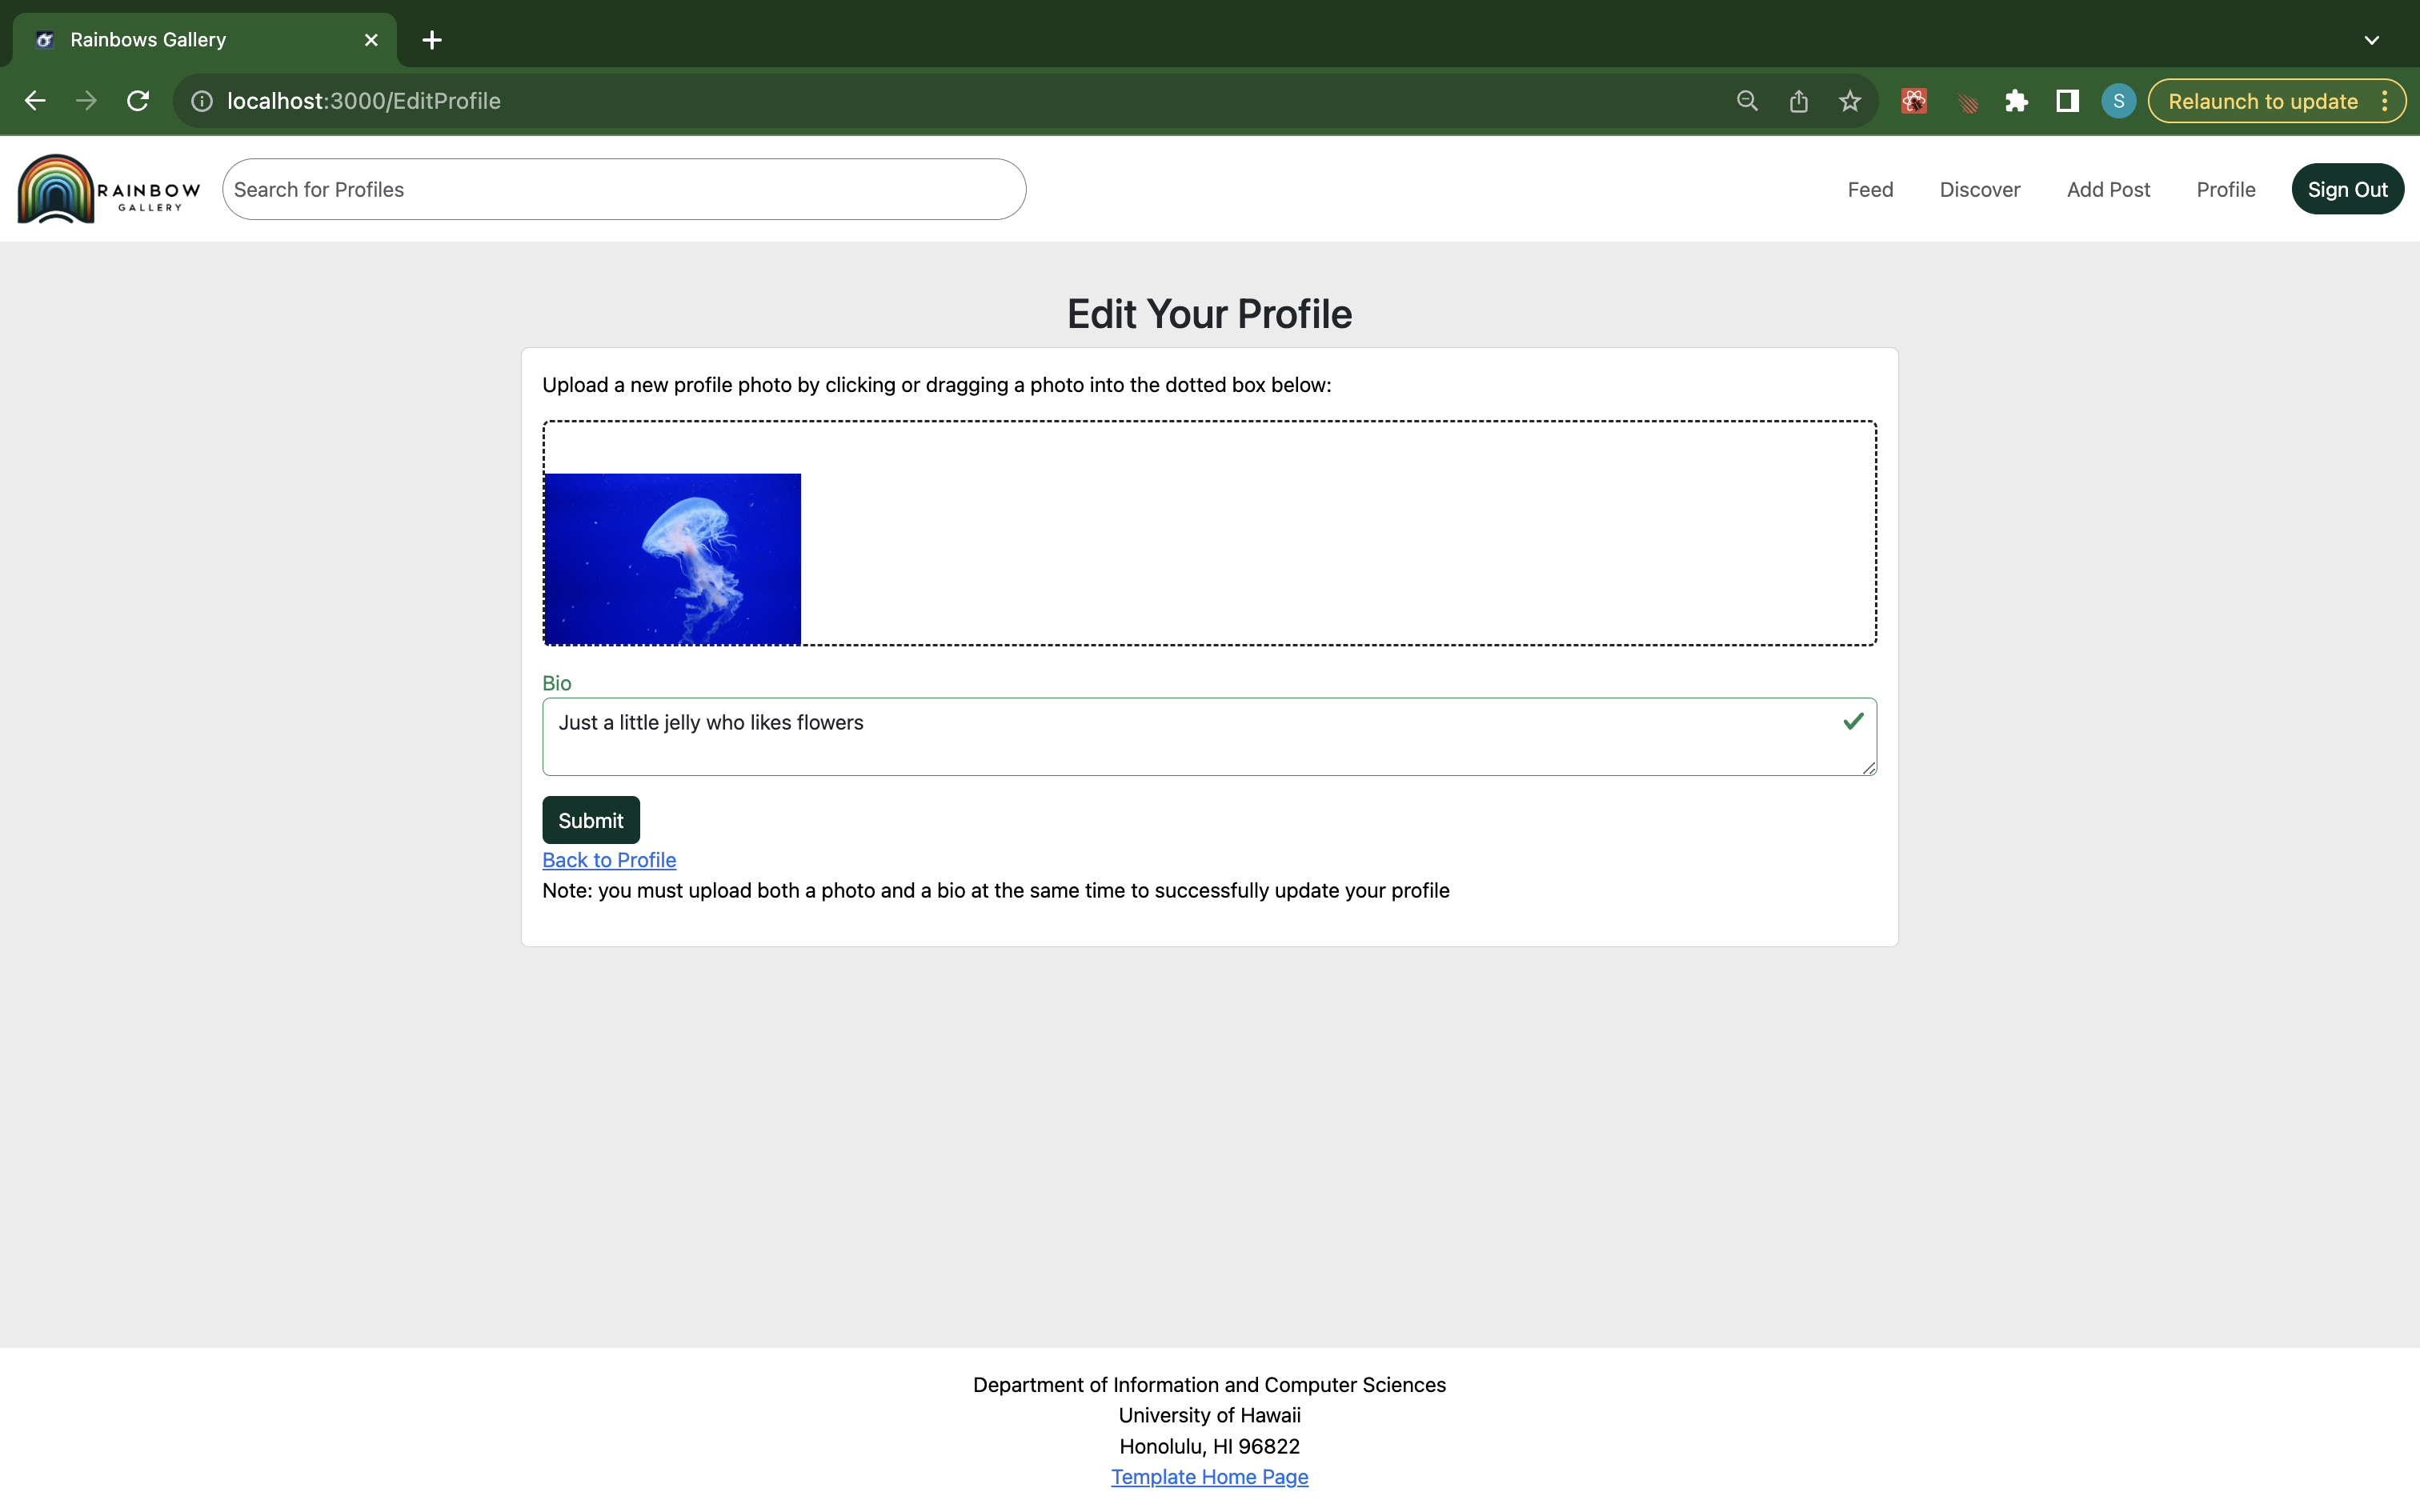 Rainbows Gallery
localhost:3000/EditProfile
S
Relaunch to update
RAINBOW
GALLERY
Search for Profiles
Feed
Discover
Add Post
Profile
Sign Out
Edit Your Profile
Upload a new profile photo by clicking or dragging a photo into the dotted box below:
Bio
Just a little jelly who likes flowers
Submit
Back to Profile
Note: you must upload both a photo and a bio at the same time to successfully update your profile
Department of Information and Computer Sciences
University of Hawaii
Honolulu, HI 96822
Template Home Page